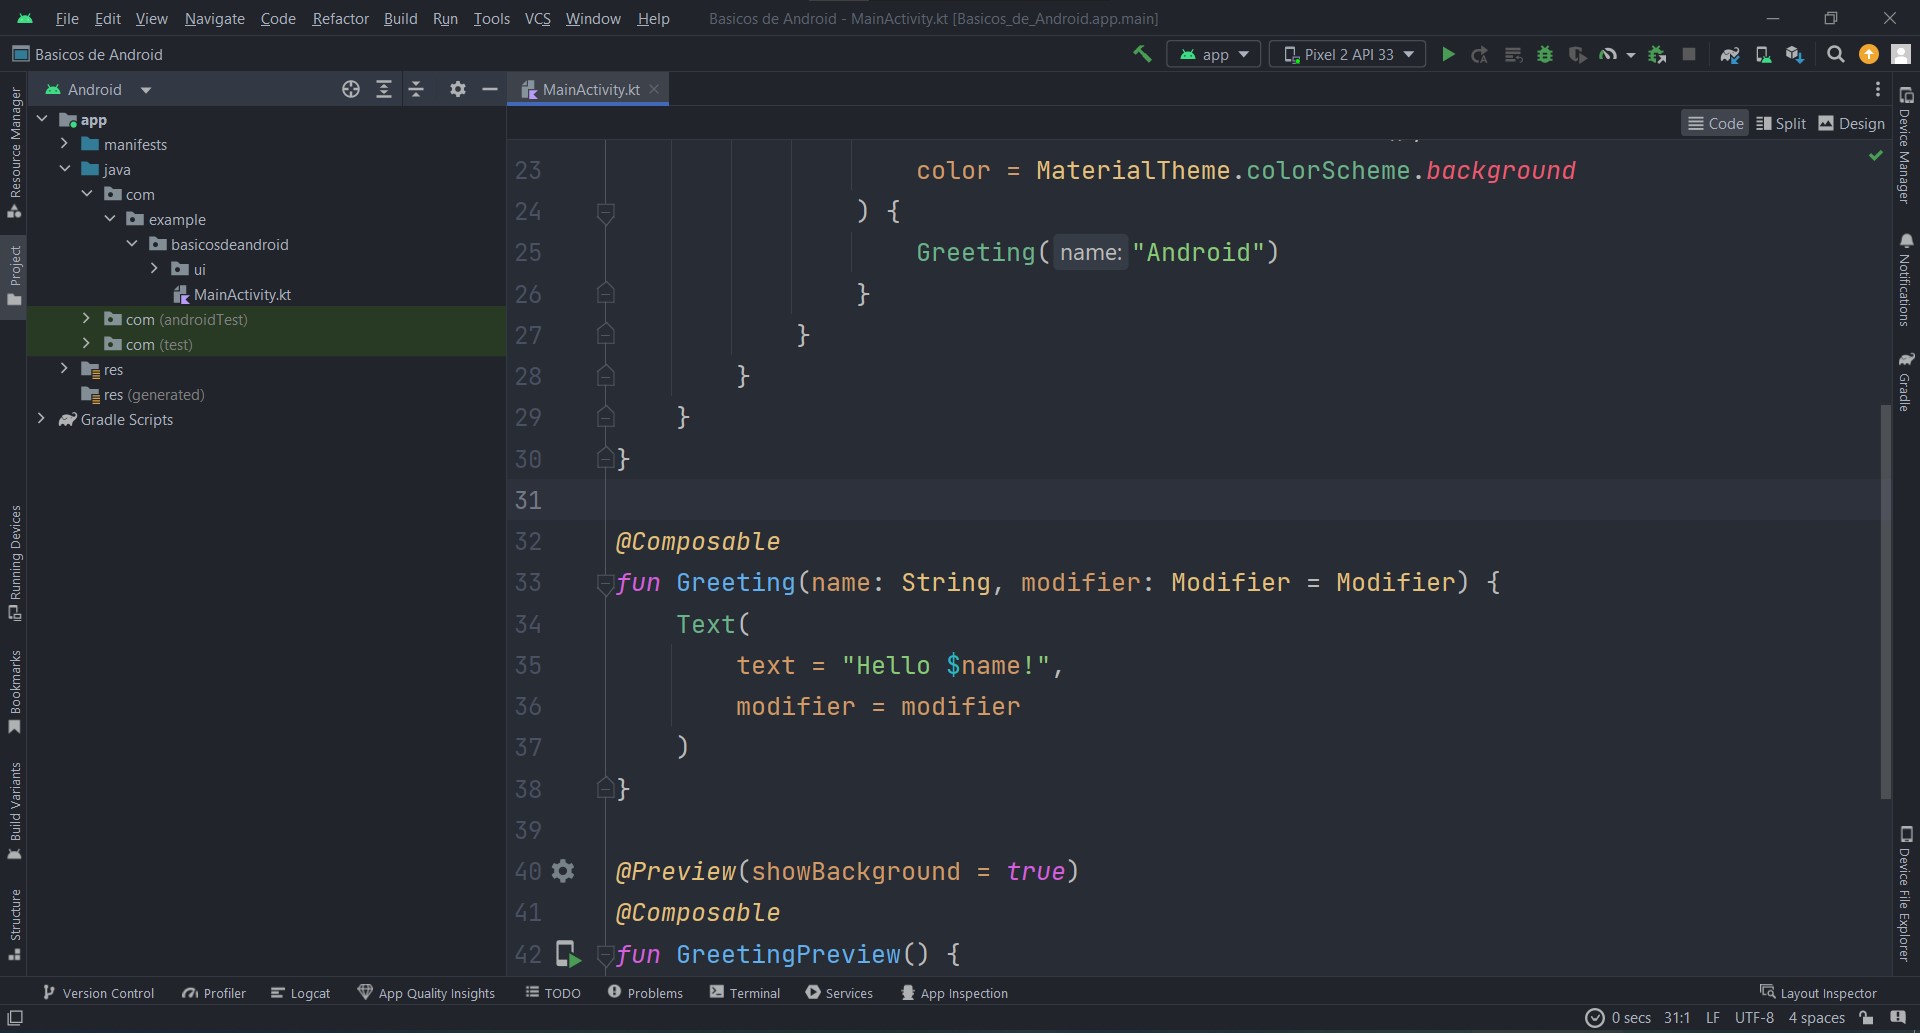 File Edit View Navigate Code Refactor Build Run Tools VCS Window Help Basicos de Android - MainActivity.kt [Basicos_de_Android.app.main]
Basicos de Android app Pixel 2 API 33
Android MainActivity.kt
Code Split Design
app
manifests
java
com
example
basicosdeandroid
ui
MainActivity.kt
com (androidTest)
com (test)
res
res (generated)
Gradle Scripts
Resource Manager
Project
Running Devices
Bookmarks
Build Variants
Structure
23 color = MaterialTheme.colorScheme.background
24 ) {
25 Greeting( name: "Android")
26 }
27 }
28 }
29 }
30 }
31
32 @Composable
33 fun Greeting(name: String, modifier: Modifier = Modifier) {
34 Text(
35 text = "Hello $name!",
36 modifier = modifier
37 )
38 }
39
40 @Preview(showBackground = true)
41 @Composable
42 fun GreetingPreview() {
Device Manager
Notifications
Gradle
Device File Explorer
Version Control Profiler Logcat App Quality Insights TODO Problems Terminal Services App Inspection Layout Inspector
0 secs 31:1 LF UTF-8 4 spaces